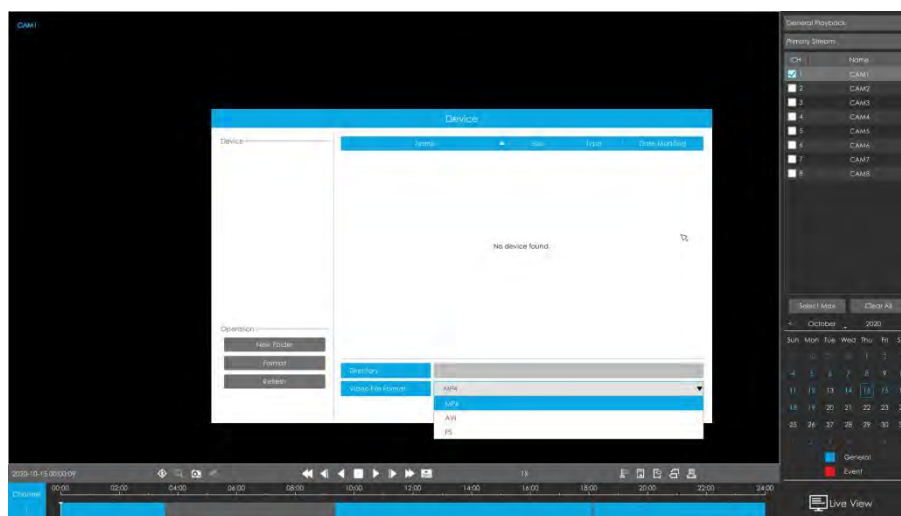 CAM1
General Playback
Primary Stream
CH Name
1 CAM1
2 CAM2
3 CAM3
4 CAM4
5 CAM5
6 CAM6
7 CAM7
8 CAM8
Select Max Clear All
< October 2020
Sun Mon Tue Wed Thu Fri S
1 2
4 5 6 7 8 9
11 12 13 14 15 16
18 19 20 21 22 23
25 26 27 28 29 30
General
Event
Live View
Device
Device
Name Size Type Date Modified
No device found.
Operation
New Folder
Format
Refresh
Directory
Video File Format MP4
MP4
AVI
PS
2020-10-15 00:00:09
Channel 00:00 02:00 04:00 06:00 08:00 10:00 12:00 14:00 16:00 18:00 20:00 22:00 24:00
1